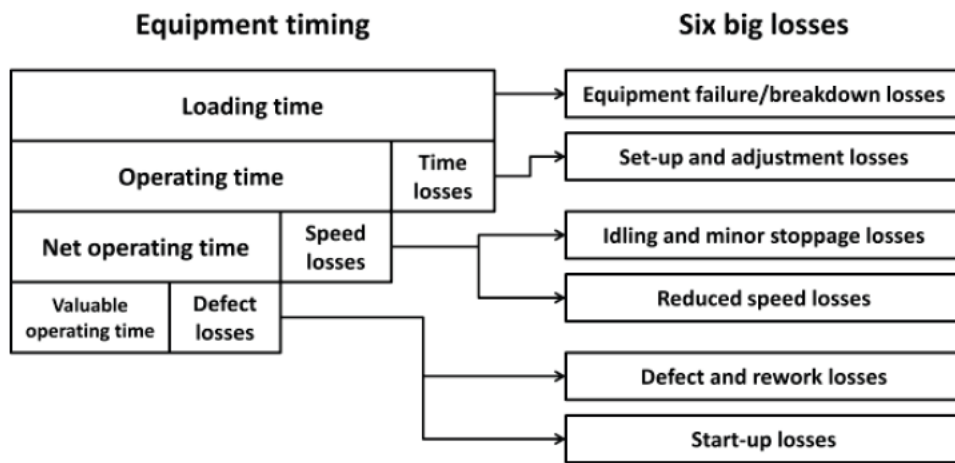 Equipment timing
Six big losses
Loading time
Equipment failure/breakdown losses
Operating time
Time
losses
Set-up and adjustment losses
Net operating time
Speed
losses
Idling and minor stoppage losses
Reduced speed losses
Valuable
operating time
Defect
losses
Defect and rework losses
Start-up losses